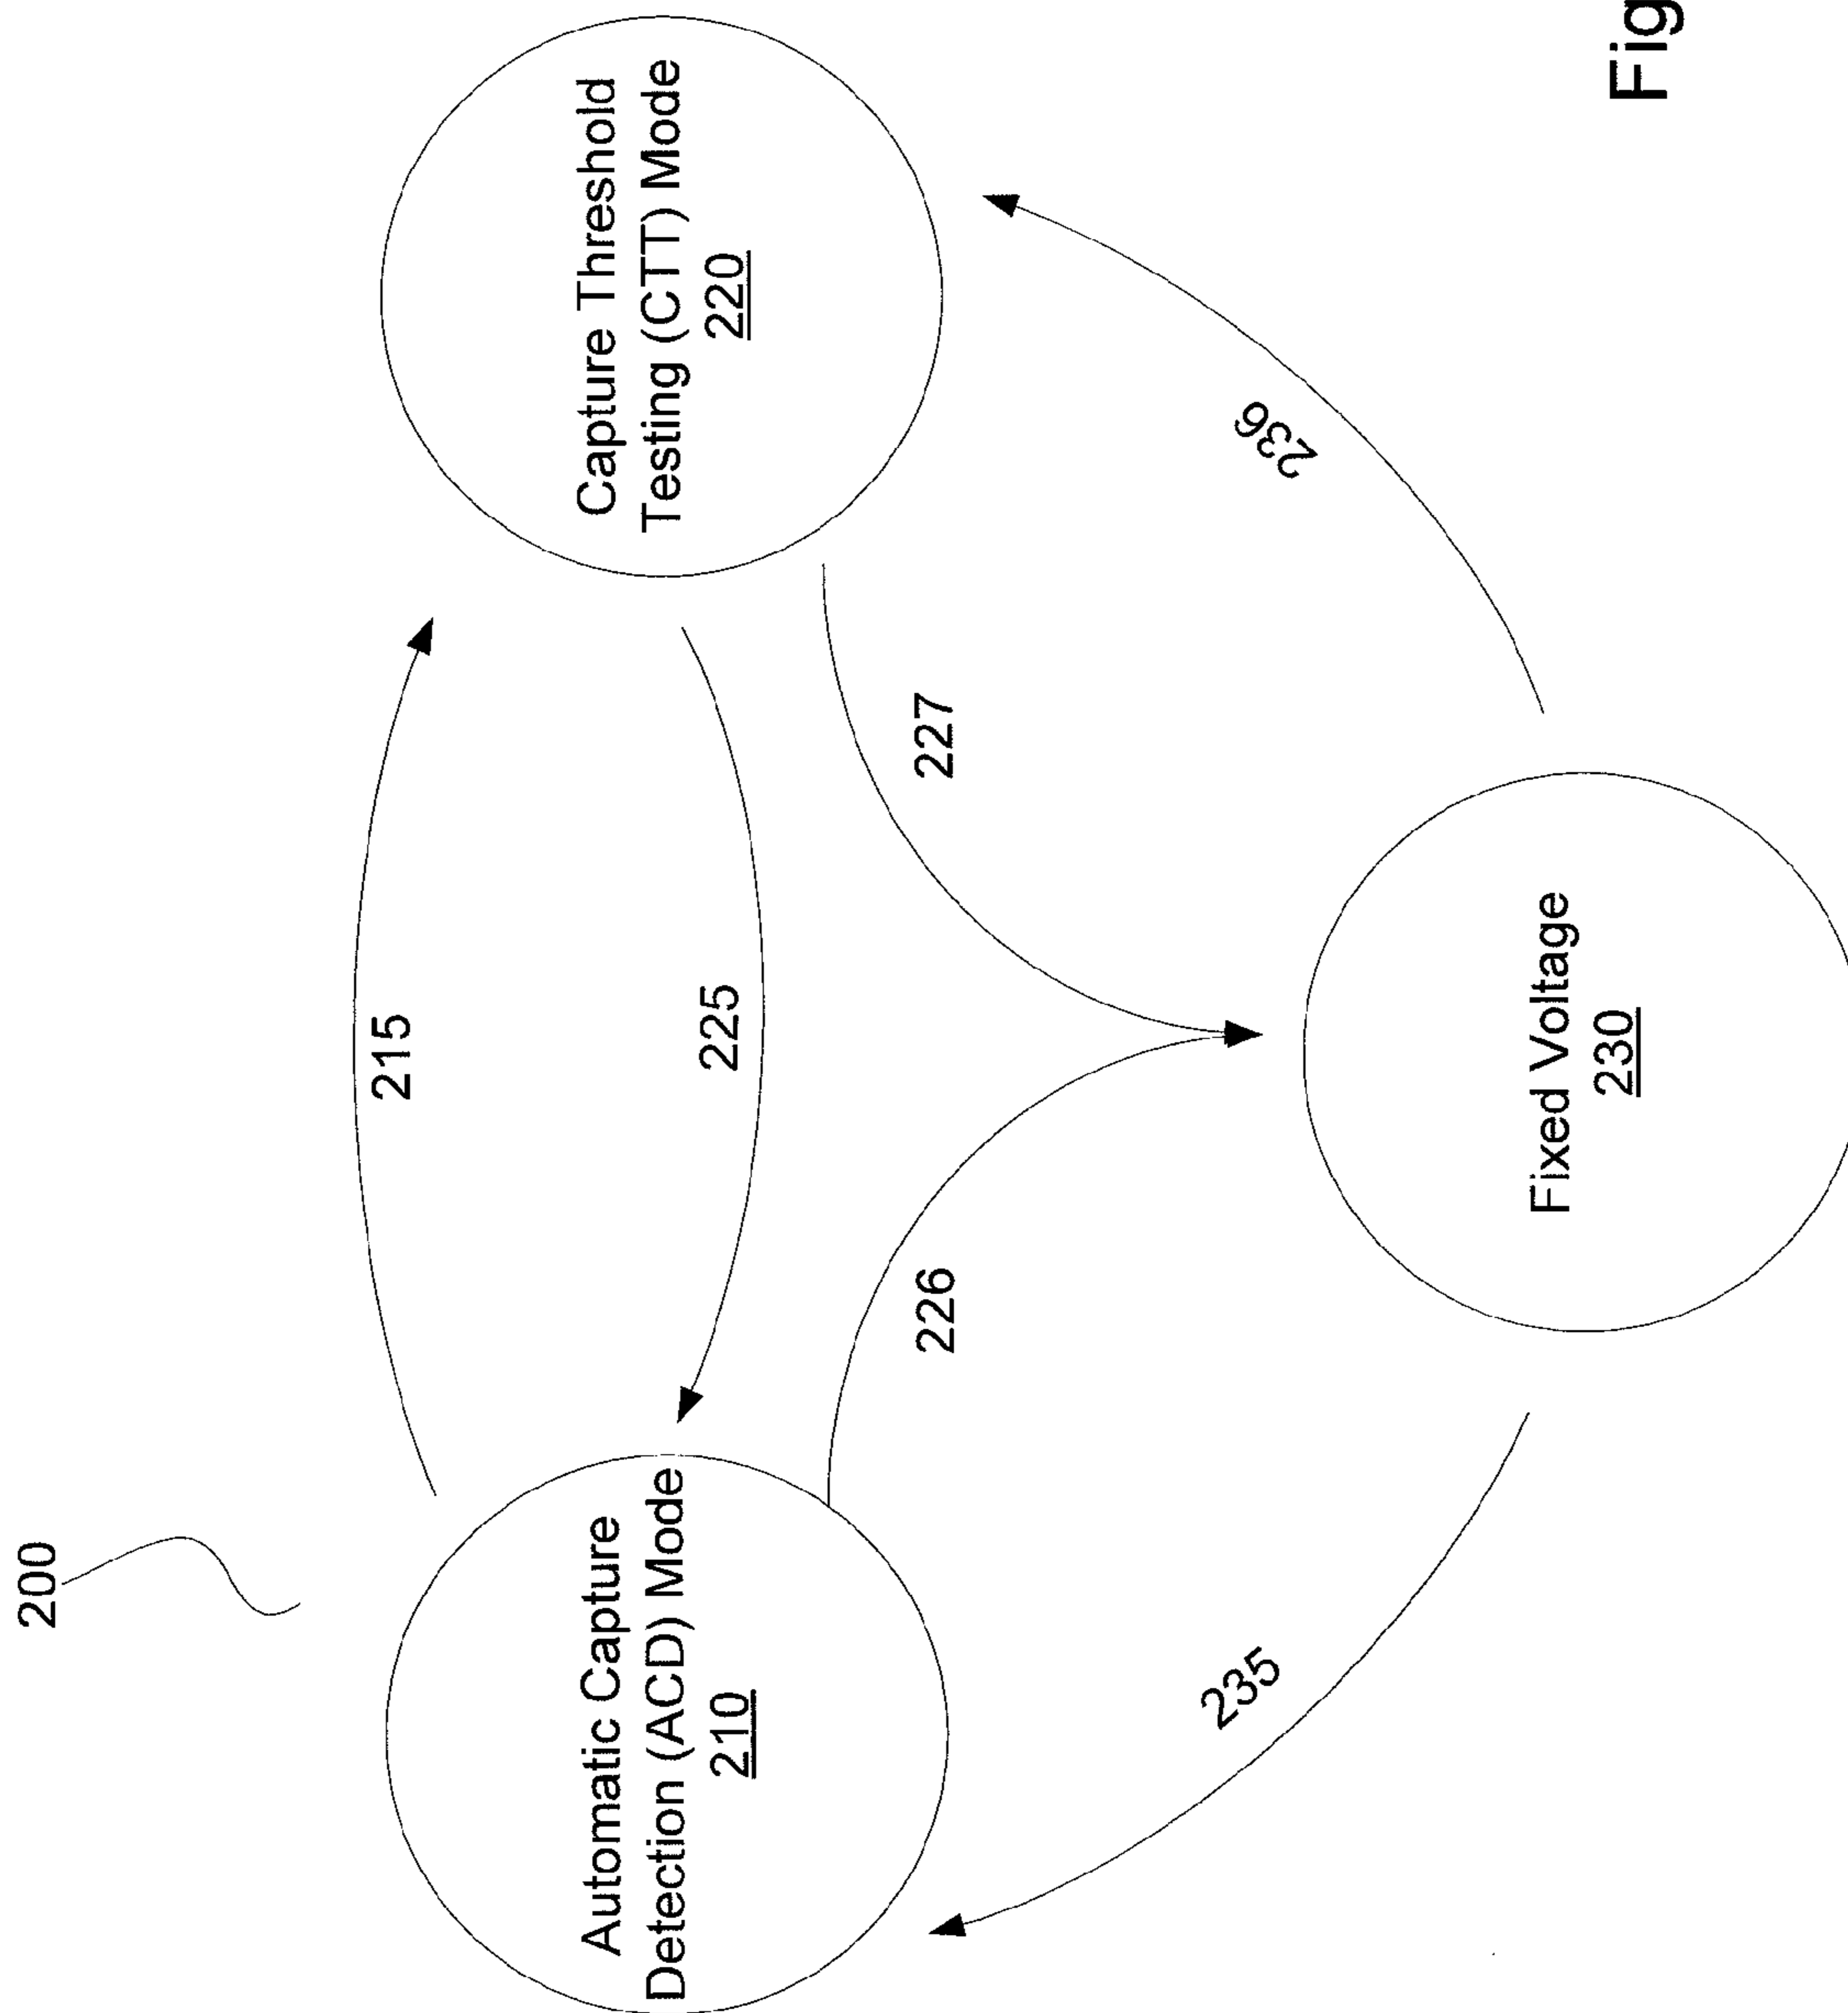 200
215
Automatic Capture
Detection (ACD) Mode
210
Capture Threshold
Testing (CTT) Mode
220
225
226
227
235
236
Fixed Voltage
230
Fig